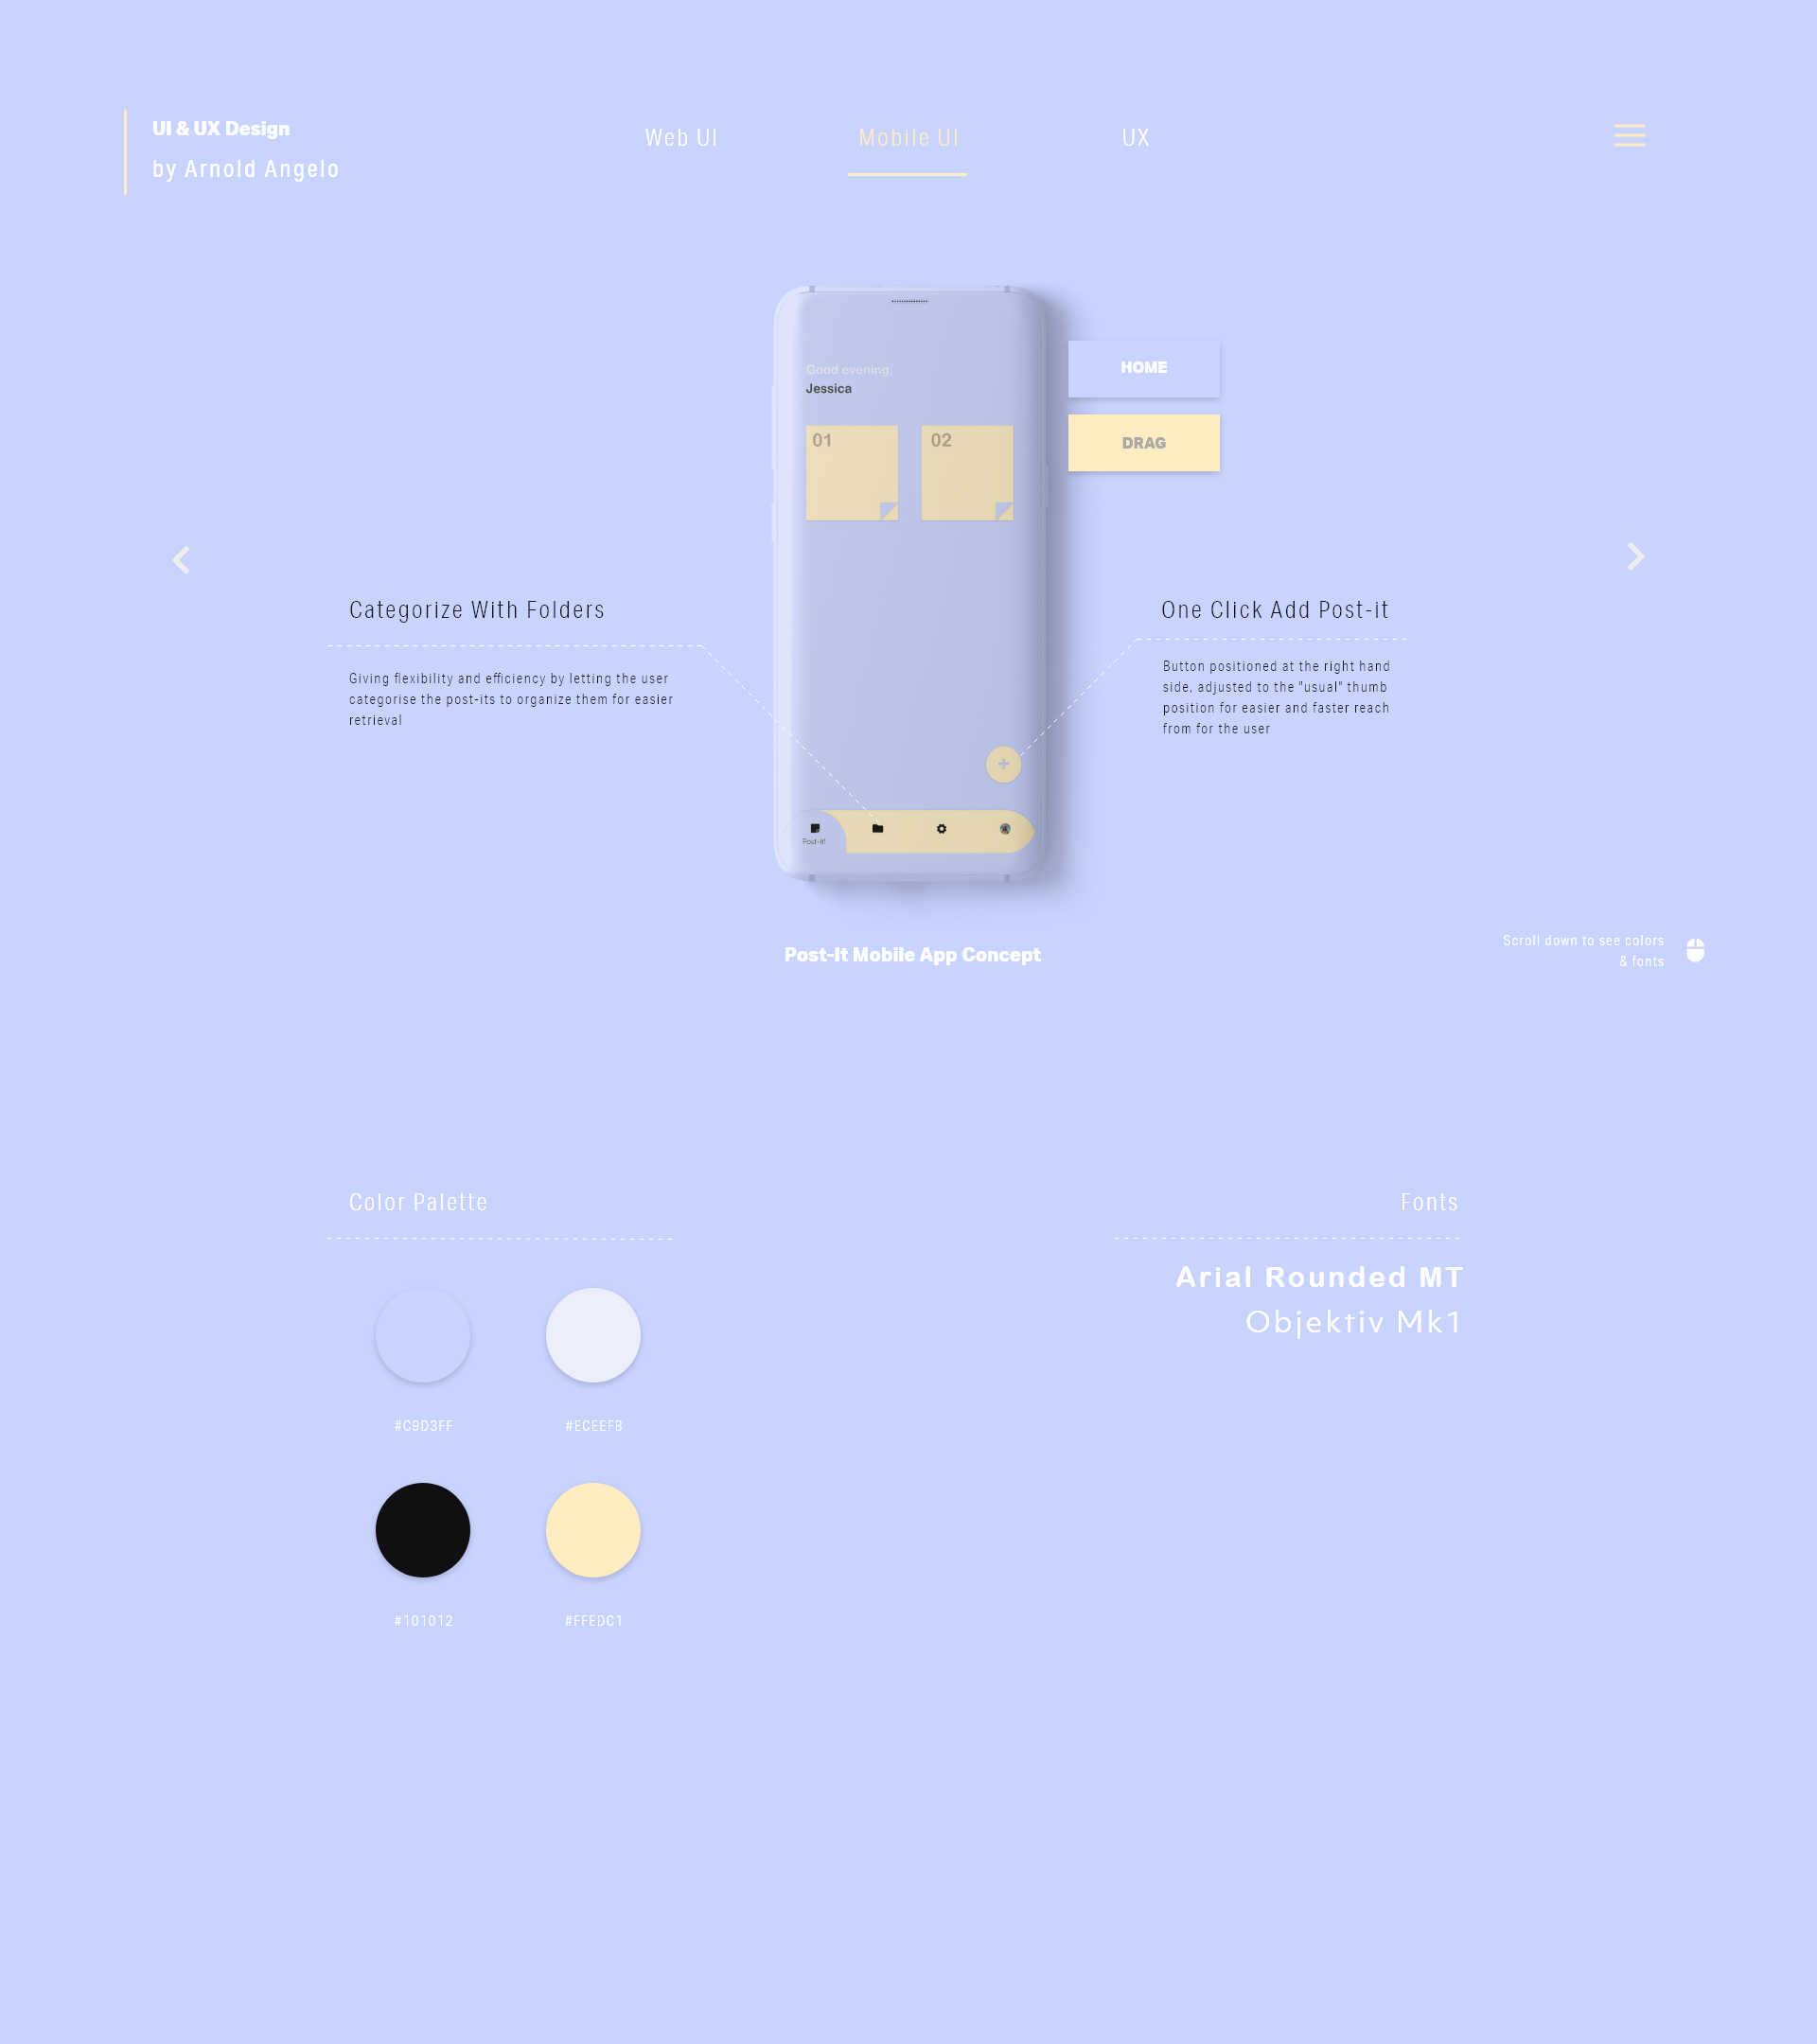 UI & UX Design
by Arnold Angelo
Web UI
Mobile UI
UX
Good evening,
Jessica
01
02
HOME
DRAG
Categorize With Folders
Giving flexibility and efficiency by letting the user
categorise the post-its to organize them for easier
retrieval
One Click Add Post-it
Button positioned at the right hand
side, adjusted to the "usual" thumb
position for easier and faster reach
from for the user
Post-it!
Post-It Mobile App Concept
Scroll down to see colors
& fonts
Color Palette
#C9D3FF
#ECEEFB
#101012
#FFEDC1
Fonts
Arial Rounded MT
Objektiv Mk1